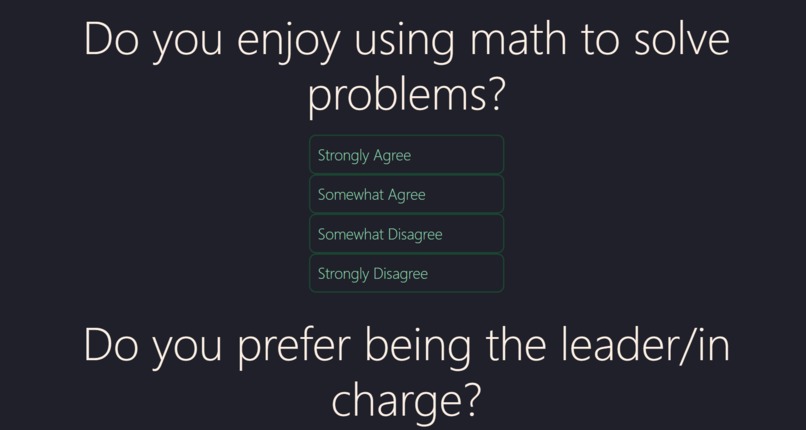 Do you enjoy using math to solve
problems?
Strongly Agree
Somewhat Agree
Somewhat Disagree
Strongly Disagree
Do you prefer being the leader/in
charge?